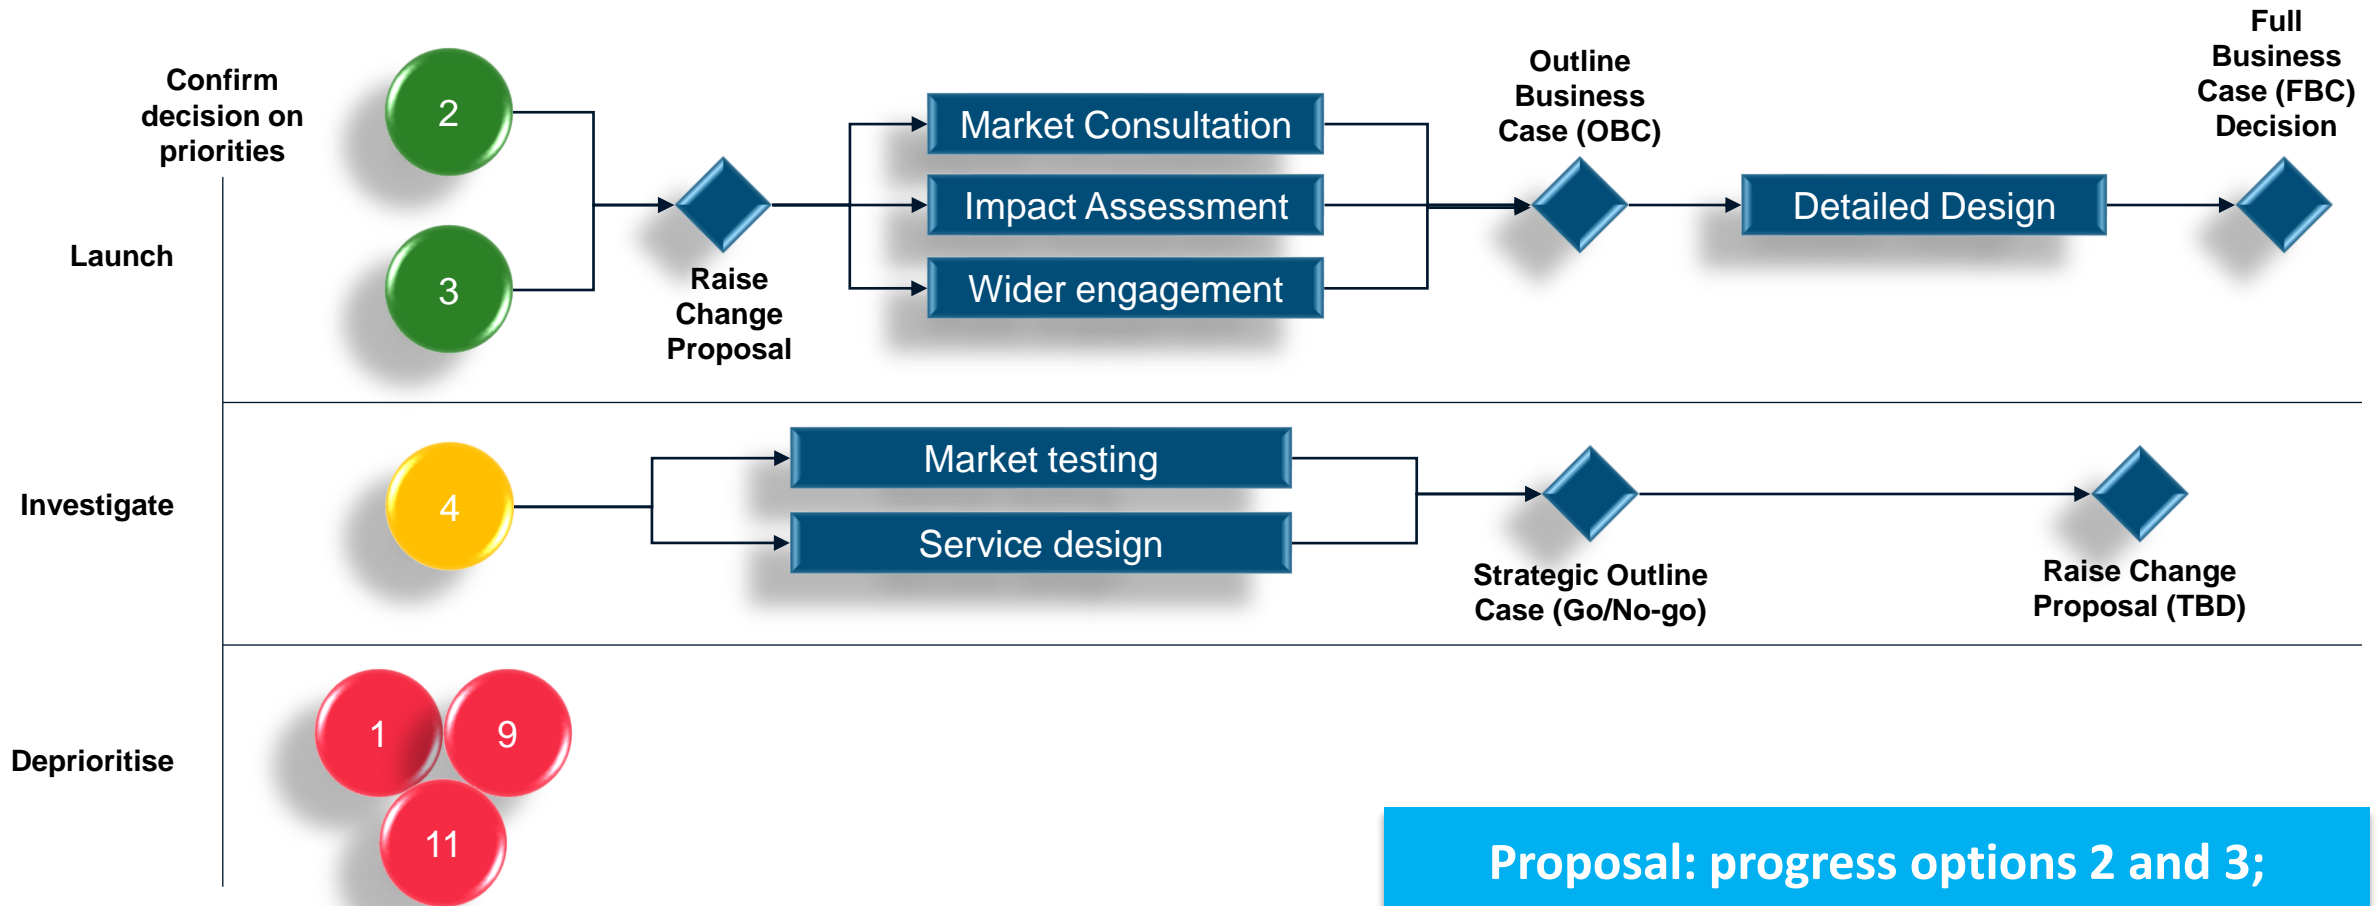 Confirm
decision on
priorities
Launch
2
3
Raise
Change
Proposal
Market Consultation
Impact Assessment
Wider engagement
Outline
Business
Case (OBC)
Detailed Design
Full
Business
Case (FBC)
Decision
Investigate
4
Market testing
Service design
Strategic Outline
Case (Go/No-go)
Raise Change
Proposal (TBD)
Deprioritise
1
9
11
Proposal: progress options 2 and 3;